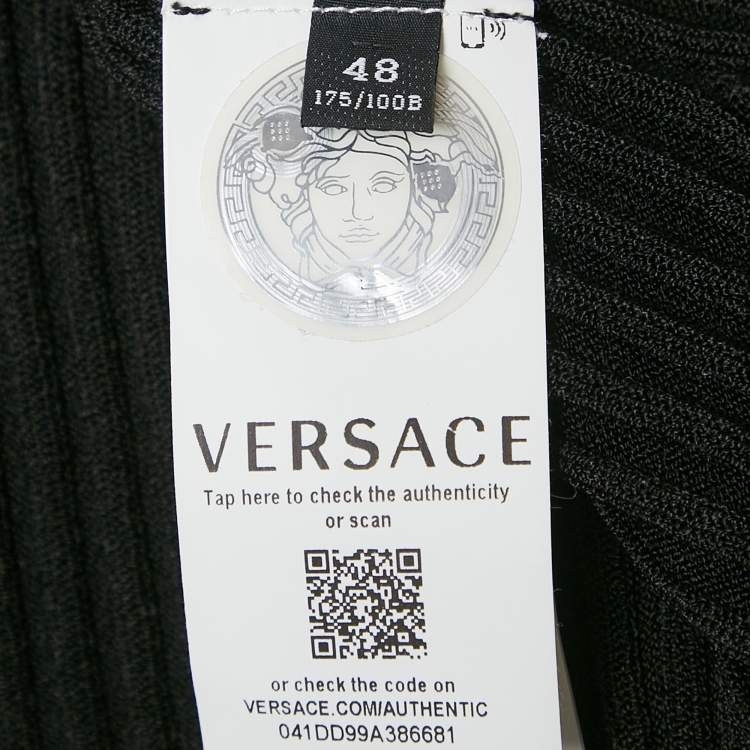 48
175/100B
VERSACE
Tap here to check the authenticity
or scan
or check the code on
VERSACE.COM/AUTHENTIC
041DD99A386681